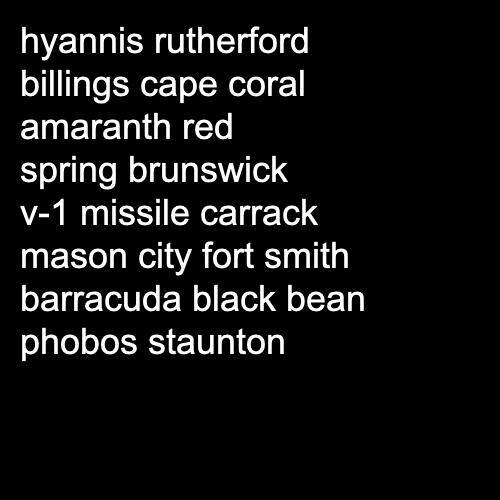 hyannis rutherford
billings cape coral
amaranth red
spring brunswick
v-1 missile carrack
mason city fort smith
barracuda black bean
phobos staunton